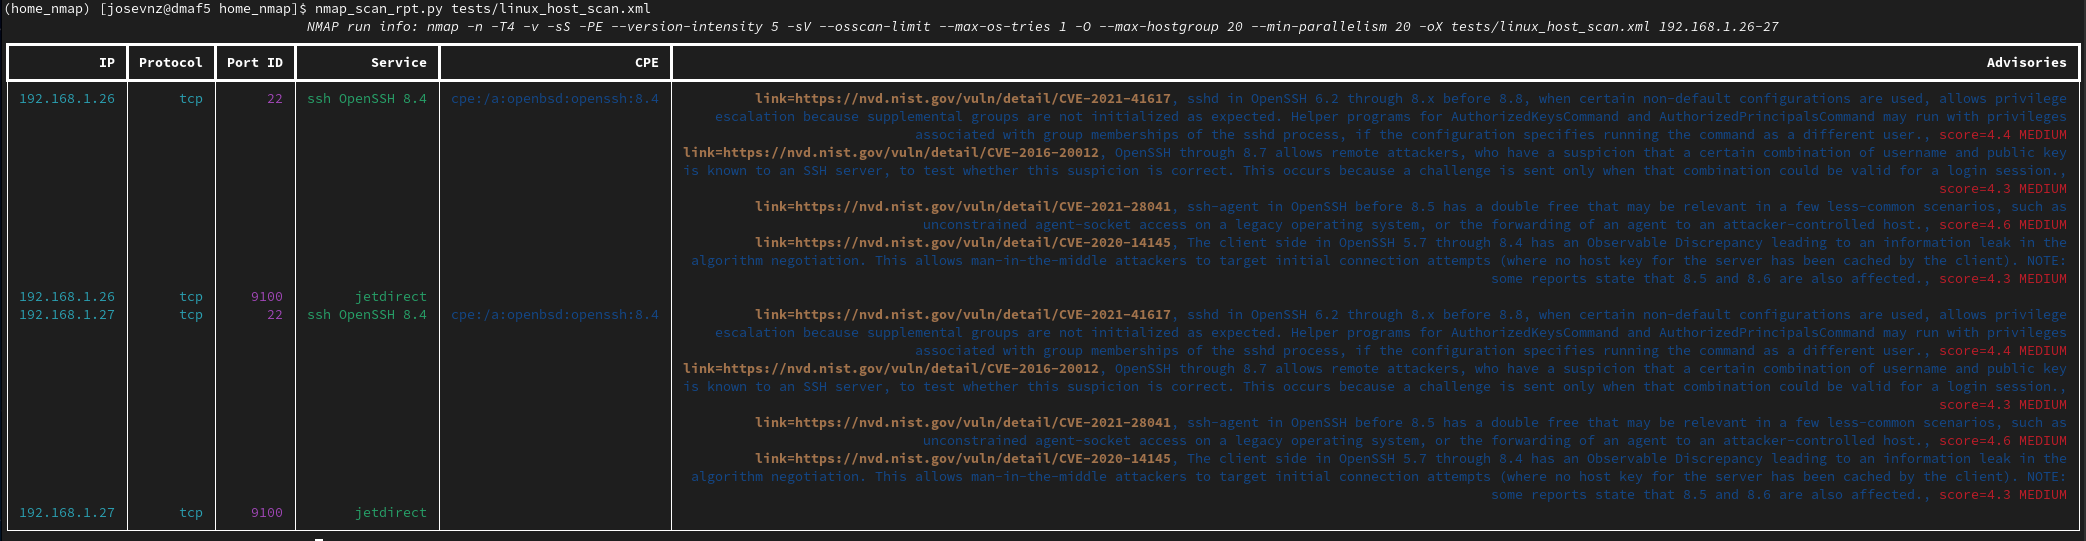 (home_nmap) [josevnz@dmaf5 home_nmap]$ nmap_scan_rpt.py tests/linux_host_scan.xml
NMAP run info: nmap -n -T4 -v -sS -PE --version-intensity 5 -sV --osscan-limit --max-os-tries 1 -O --max-hostgroup 20 --min-parallelism 20 -oX tests/linux_host_scan.xml 192.168.1.26-27
IP Protocol Port ID Service CPE Advisories
192.168.1.26 tcp 22 ssh OpenSSH 8.4 cpe:/a:openbsd:openssh:8.4 link=https://nvd.nist.gov/vuln/detail/CVE-2021-41617, sshd in OpenSSH 6.2 through 8.x before 8.8, when certain non-default configurations are used, allows privilege
escalation because supplemental groups are not initialized as expected. Helper programs for AuthorizedKeysCommand and AuthorizedPrincipalsCommand may run with privileges
associated with group memberships of the sshd process, if the configuration specifies running the command as a different user., score=4.4 MEDIUM
link=https://nvd.nist.gov/vuln/detail/CVE-2016-20012, OpenSSH through 8.7 allows remote attackers, who have a suspicion that a certain combination of username and public key
is known to an SSH server, to test whether this suspicion is correct. This occurs because a challenge is sent only when that combination could be valid for a login session.,
score=4.3 MEDIUM
link=https://nvd.nist.gov/vuln/detail/CVE-2021-28041, ssh-agent in OpenSSH before 8.5 has a double free that may be relevant in a few less-common scenarios, such as
unconstrained agent-socket access on a legacy operating system, or the forwarding of an agent to an attacker-controlled host., score=4.6 MEDIUM
link=https://nvd.nist.gov/vuln/detail/CVE-2020-14145, The client side in OpenSSH 5.7 through 8.4 has an Observable Discrepancy leading to an information leak in the
algorithm negotiation. This allows man-in-the-middle attackers to target initial connection attempts (where no host key for the server has been cached by the client). NOTE:
some reports state that 8.5 and 8.6 are also affected., score=4.3 MEDIUM
192.168.1.26 tcp 9100 jetdirect
192.168.1.27 tcp 22 ssh OpenSSH 8.4 cpe:/a:openbsd:openssh:8.4 link=https://nvd.nist.gov/vuln/detail/CVE-2021-41617, sshd in OpenSSH 6.2 through 8.x before 8.8, when certain non-default configurations are used, allows privilege
escalation because supplemental groups are not initialized as expected. Helper programs for AuthorizedKeysCommand and AuthorizedPrincipalsCommand may run with privileges
associated with group memberships of the sshd process, if the configuration specifies running the command as a different user., score=4.4 MEDIUM
link=https://nvd.nist.gov/vuln/detail/CVE-2016-20012, OpenSSH through 8.7 allows remote attackers, who have a suspicion that a certain combination of username and public key
is known to an SSH server, to test whether this suspicion is correct. This occurs because a challenge is sent only when that combination could be valid for a login session.,
score=4.3 MEDIUM
link=https://nvd.nist.gov/vuln/detail/CVE-2021-28041, ssh-agent in OpenSSH before 8.5 has a double free that may be relevant in a few less-common scenarios, such as
unconstrained agent-socket access on a legacy operating system, or the forwarding of an agent to an attacker-controlled host., score=4.6 MEDIUM
link=https://nvd.nist.gov/vuln/detail/CVE-2020-14145, The client side in OpenSSH 5.7 through 8.4 has an Observable Discrepancy leading to an information leak in the
algorithm negotiation. This allows man-in-the-middle attackers to target initial connection attempts (where no host key for the server has been cached by the client). NOTE:
some reports state that 8.5 and 8.6 are also affected., score=4.3 MEDIUM
192.168.1.27 tcp 9100 jetdirect